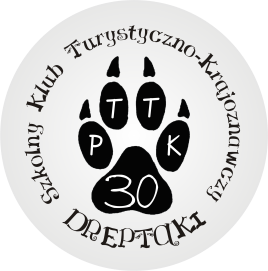 Szkolny Klub Turystyczno-Krajoznawczy
PTTK
30
DREPTAKI